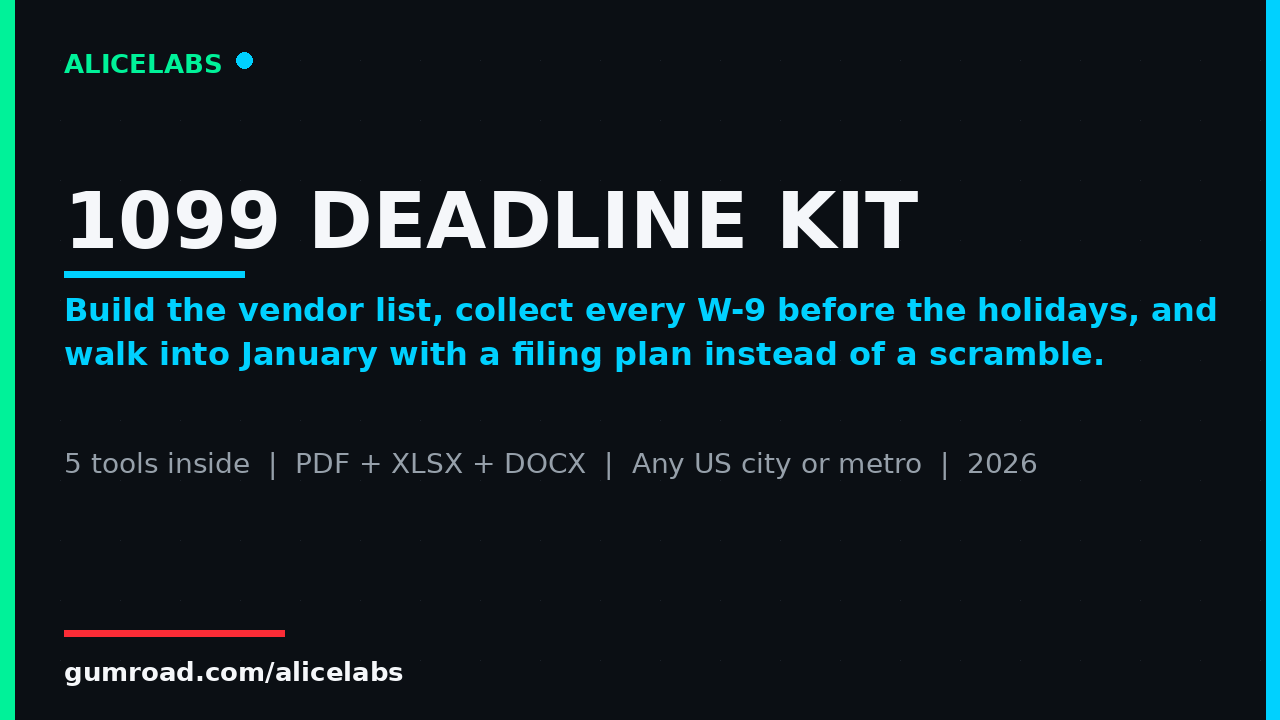 ALICELABS
1099 DEADLINE KIT
Build the vendor list, collect every W-9 before the holidays, and
walk into January with a filing plan instead of a scramble.
5 tools inside | PDF + XLSX + DOCX | Any US city or metro | 2026
gumroad.com/alicelabs